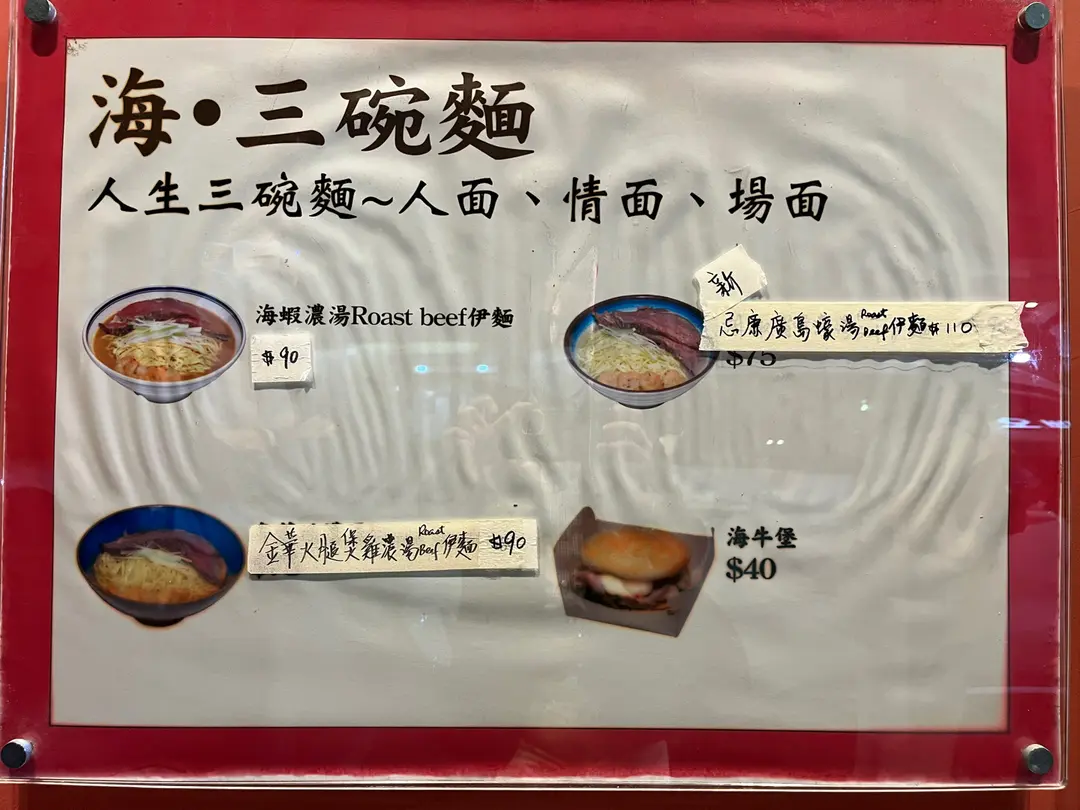 海•三碗麵
人生三碗麵~人面、情面、場面
海蝦濃湯Roast beef伊麵
$90
新
忌廉廣島蠔湯Roast Beef伊麵$110
$75
金華火腿煲雞濃湯Roast Beef伊麵 $90
海牛堡
$40